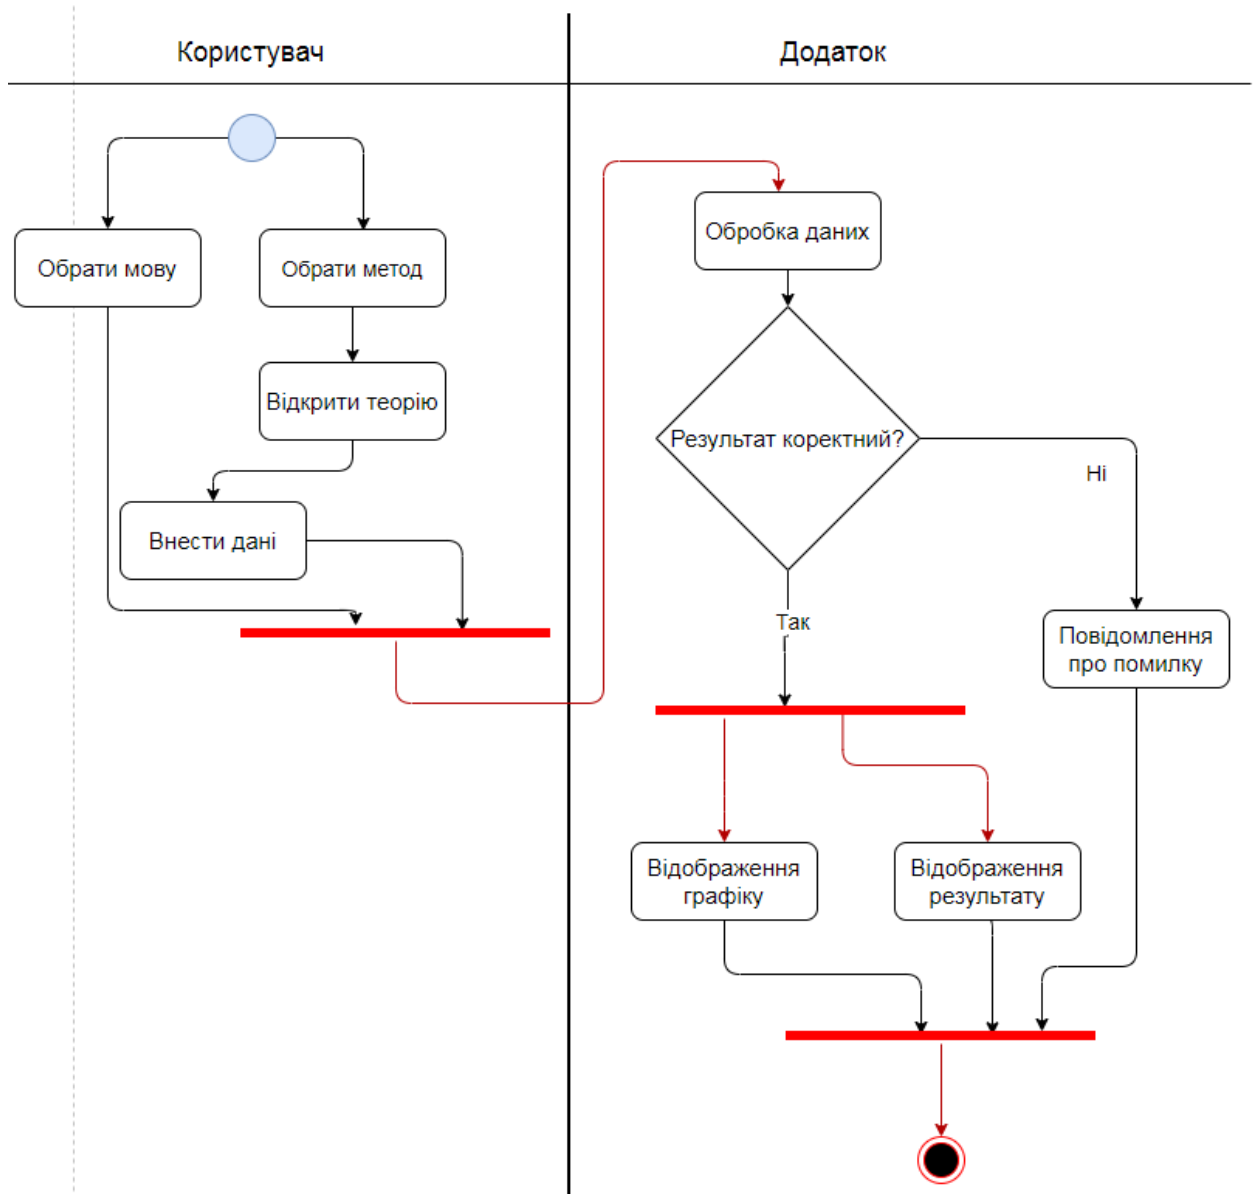 Користувач
Додаток
Обрати мову
Обрати метод
Відкрити теорію
Внести дані
Обробка даних
Результат коректний?
Ні
Так
Повідомлення
про помилку
Відображення
графіку
Відображення
результату